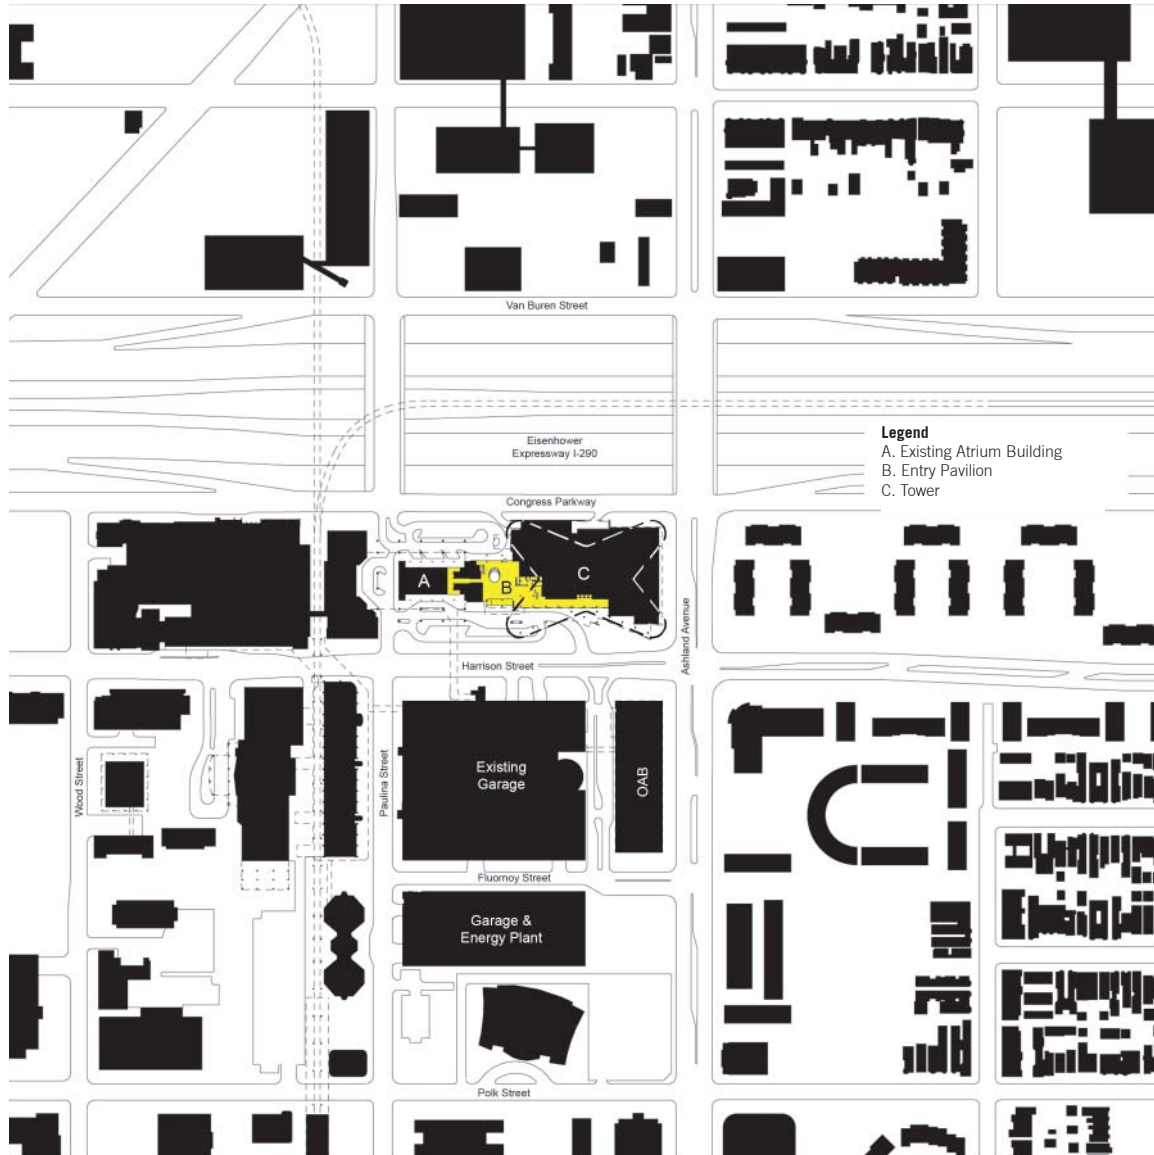 Van Buren Street
Eisenhower
Expressway I-290
Legend
A. Existing Atrium Building
B. Entry Pavilion
C. Tower
Congress Parkway
A
B
C
Ashland Avenue
Harrison Street
Wood Street
Paulina Street
Existing
Garage
OAB
Fluornoy Street
Garage &
Energy Plant
Polk Street